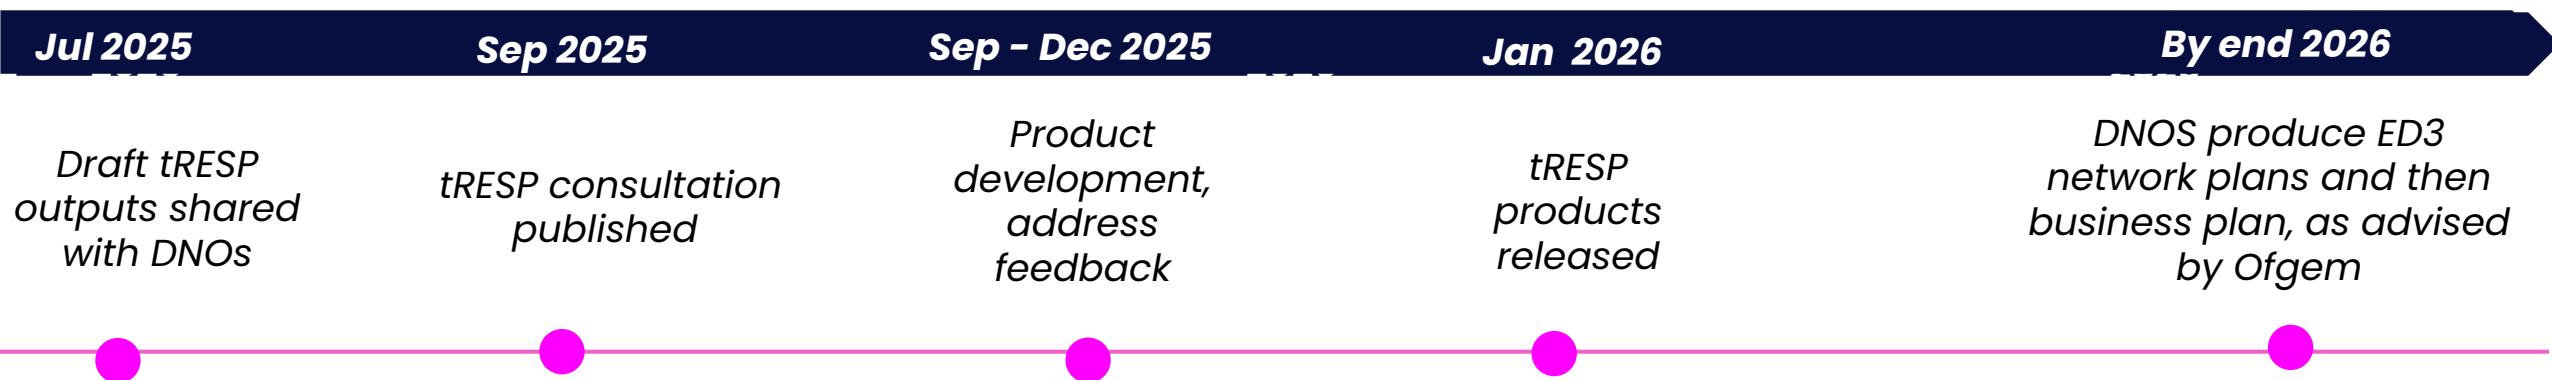 Jul 2025
Sep 2025
Sep - Dec 2025
Jan 2026
By end 2026
Draft tRESP
outputs shared
with DNOs
tRESP consultation
published
Product
development,
address
feedback
tRESP
products
released
DNOS produce ED3
network plans and then
business plan, as advised
by Ofgem